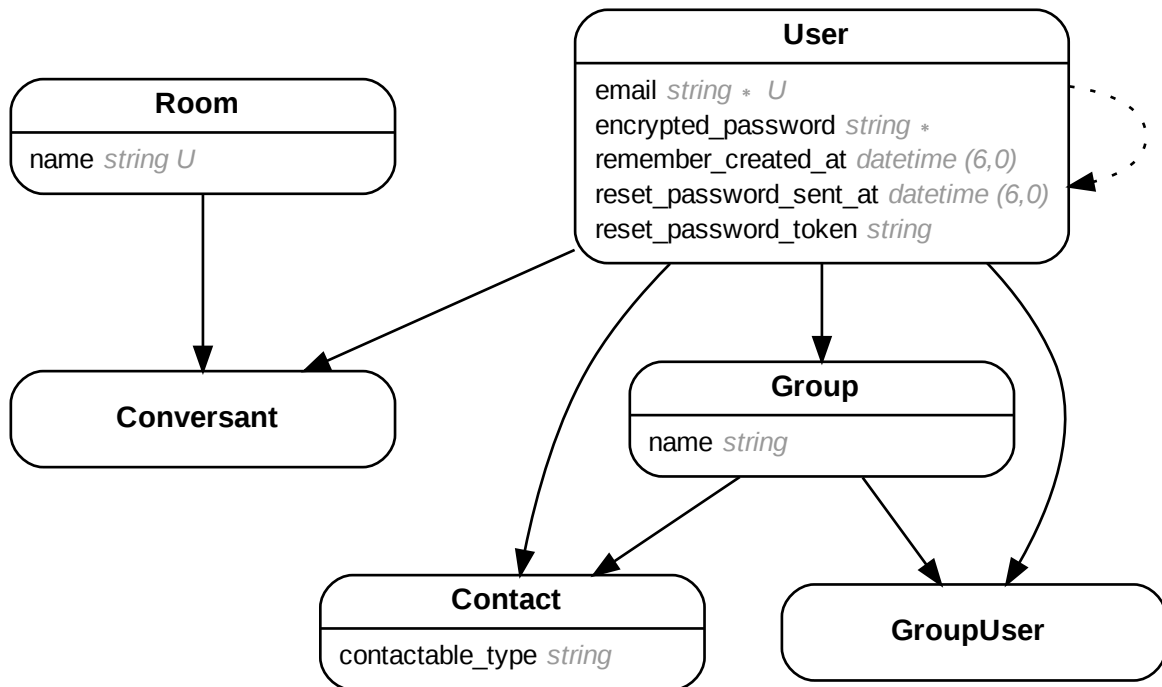 User
email string * U
encrypted_password string *
remember_created_at datetime (6,0)
reset_password_sent_at datetime (6,0)
reset_password_token string
Room
name string U
Conversant
Group
name string
Contact
contactable_type string
GroupUser